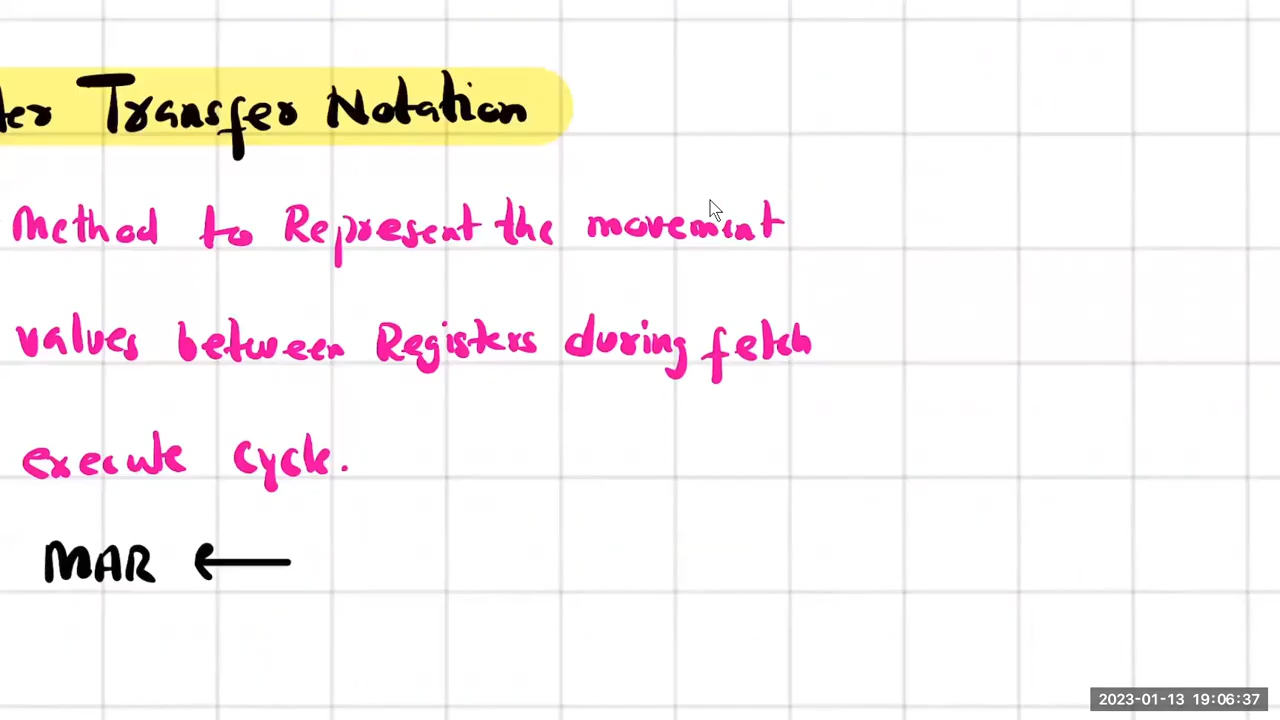 ter Transfer Notation
Method to Represent the movement
values between Registers during fetch
execute cycle.
MAR ←
2023-01-13 19:06:37